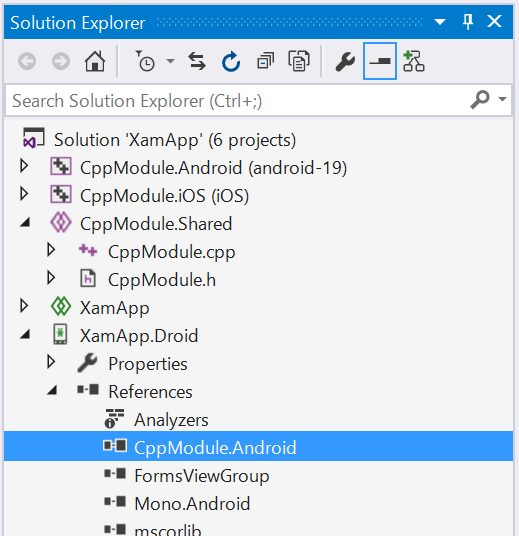 Solution Explorer
Search Solution Explorer (Ctrl+;)
Solution 'XamApp' (6 projects)
CppModule.Android (android-19)
CppModule.iOS (iOS)
CppModule.Shared
CppModule.cpp
CppModule.h
XamApp
XamApp.Droid
Properties
References
Analyzers
CppModule.Android
FormsViewGroup
Mono.Android
mscorlib